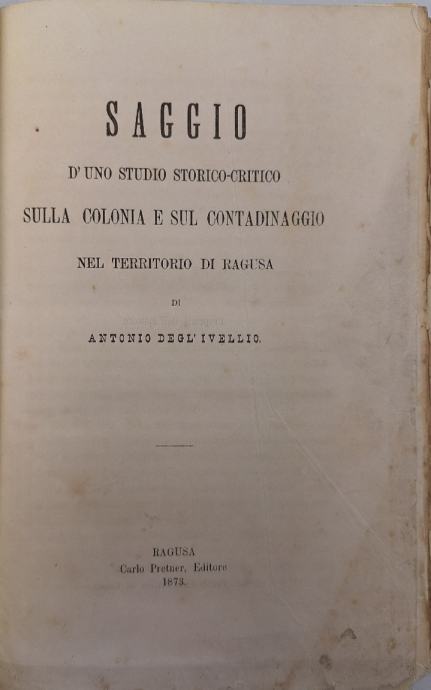 SAGGIO
D'UNO STUDIO STORICO-CRITICO
SULLA COLONIA E SUL CONTADINAGGIO
NEL TERRITORIO DI RAGUSA
DI
ANTONIO DEGL'IVELLIO.
RAGUSA
Carlo Pretner, Editore
1873.